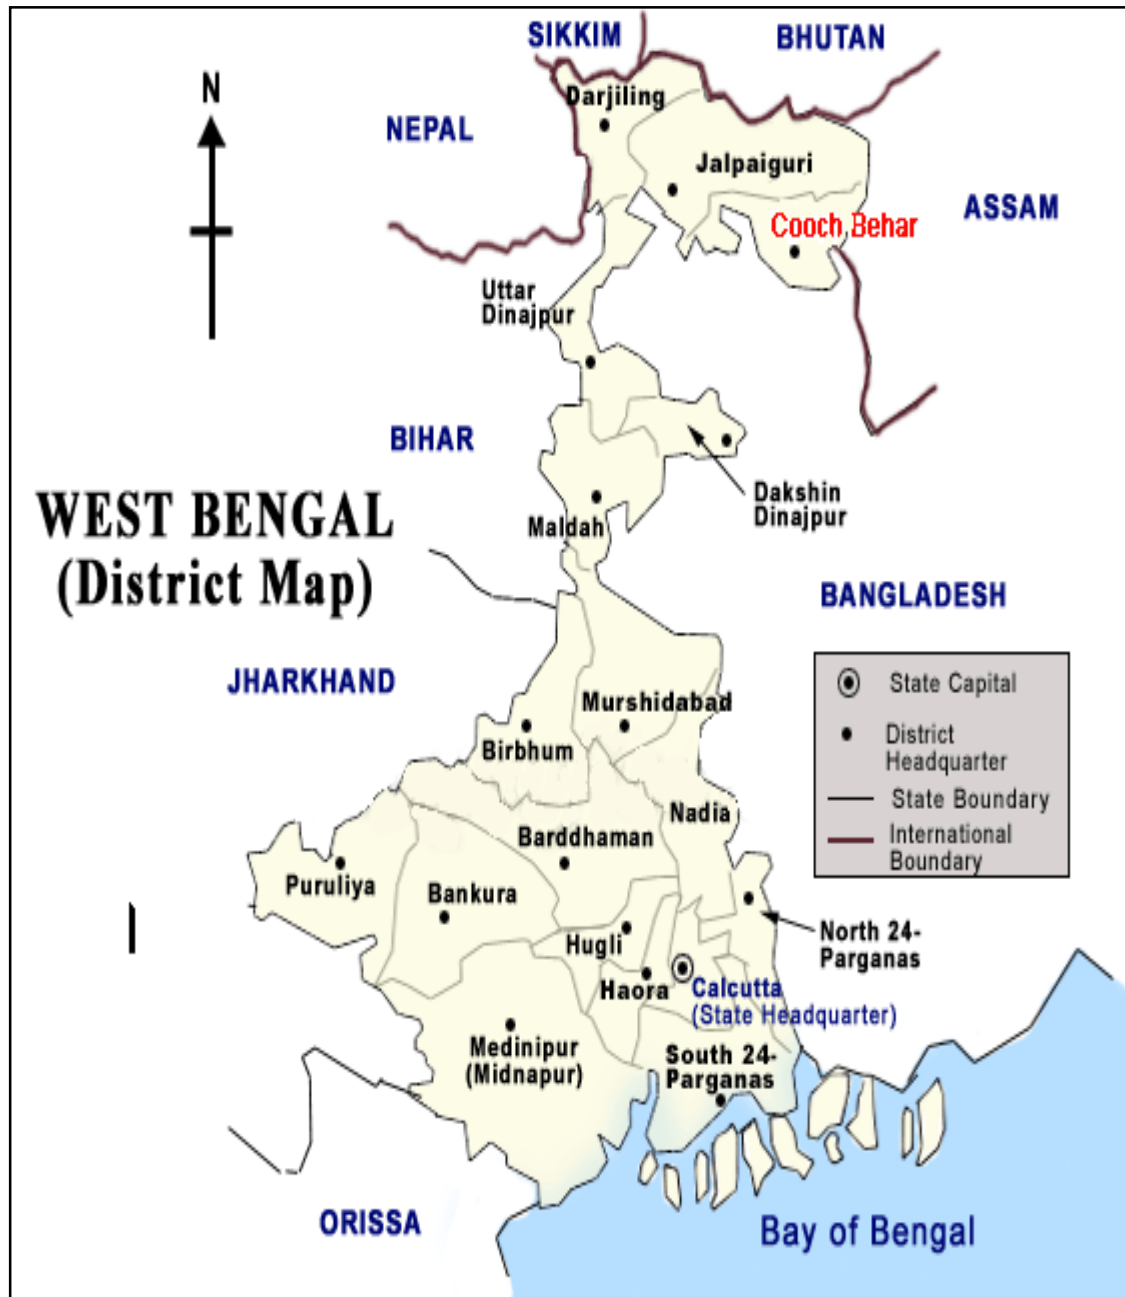 SIKKIM
BHUTAN
N
Darjiling
NEPAL
Jalpaiguri
ASSAM
Cooch Behar
Uttar
Dinajpur
BIHAR
Dakshin
Dinajpur
WEST BENGAL
(District Map)
Maldah
BANGLADESH
JHARKHAND
State Capital
District
Headquarter
State Boundary
International
Boundary
Murshidabad
Birbhum
Nadia
Barddhaman
Puruliya
Bankura
North 24-
Parganas
Hugli
Haora
Calcutta
(State Headquarter)
Medinipur
(Midnapur)
South 24-
Parganas
ORISSA
Bay of Bengal